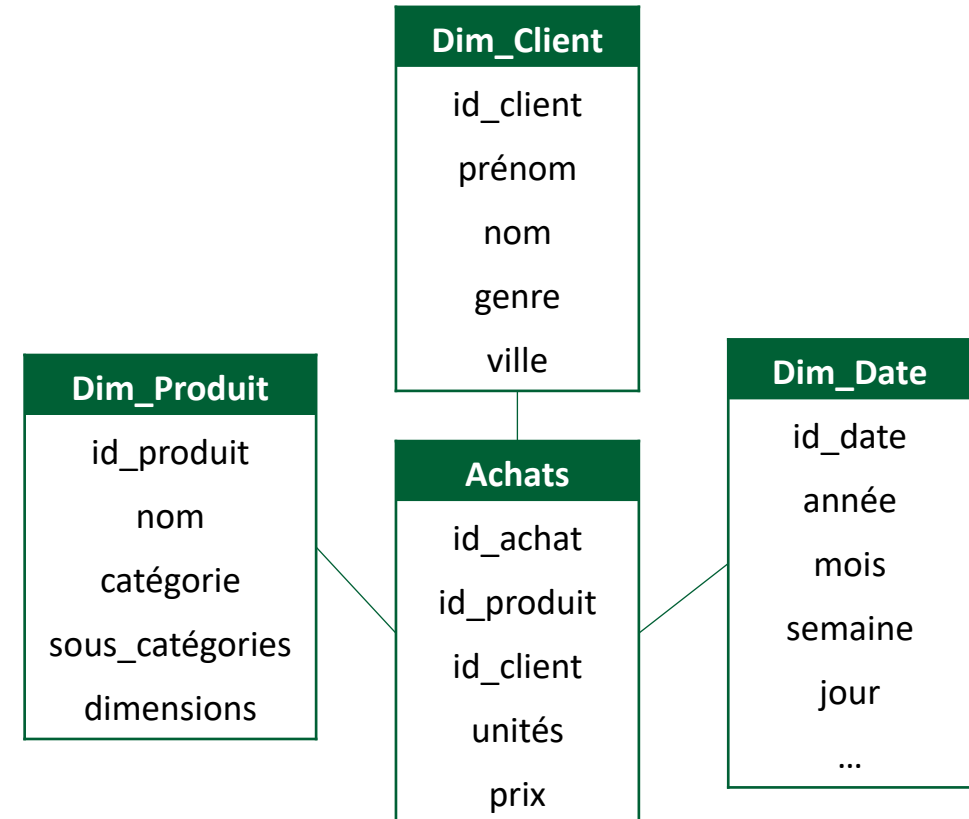 Dim_Client
id_client
prénom
nom
genre
ville
Dim_Produit
id_produit
nom
catégorie
sous_catégories
dimensions
Achats
id_achat
id_produit
id_client
unités
prix
Dim_Date
id_date
année
mois
semaine
jour
...